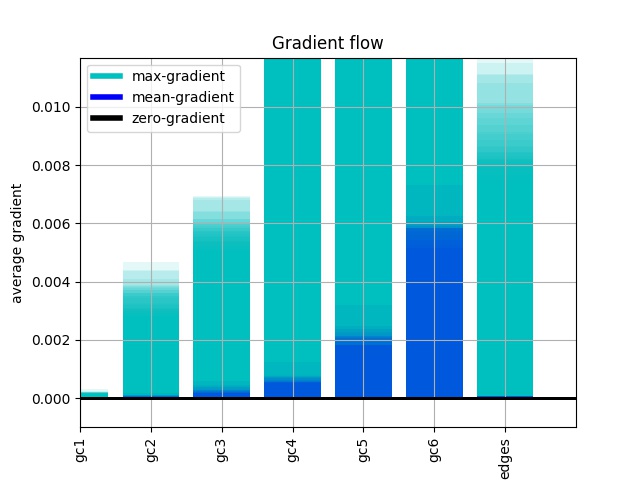 Gradient flow
max-gradient
mean-gradient
zero-gradient
average gradient
0.010
0.008
0.006
0.004
0.002
0.000
gc1
gc2
gc3
gc4
gc5
gc6
edges